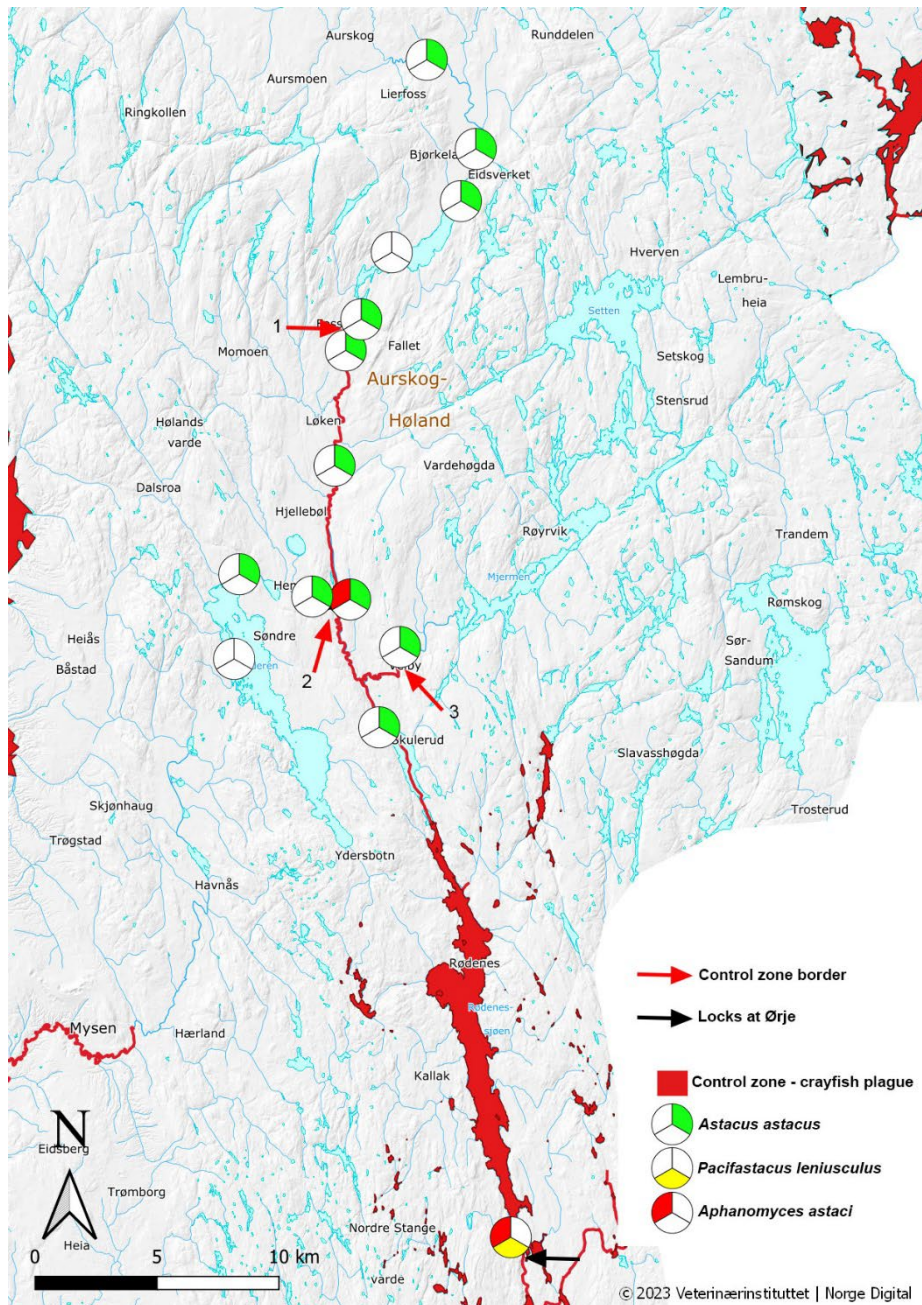 Aurskog
Runddelen
Aursmoen
Lierfoss
Ringkollen
Eidsverket
Hverven
Lembru-
heia
Setten
1
Momoen
Fallet
Setskog
Aurskog-
Høland
Stensrud
Hølands
varde
Løken
Vardehøgda
Dalsroa
Hjellebøl
Røyrvik
Trandem
Mjermen
Rømskog
Heiås
Søndre
Sør-
Sandum
Båstad
2
3
Slavasshøgda
Skjønhaug
Trosterud
Trøgstad
Ydersbotn
Havnås
Rødenes
Control zone border
Rødenes-
sjøen
Locks at Ørje
Mysen
Hærland
Kallak
Control zone - crayfish plague
Astacus astacus
N
Eidsberg
Pacifastacus leniusculus
Trømborg
Aphanomyces astaci
Nordre Stange
Heia
0 5 10 km
varde
© 2023 Veterinærinstituttet | Norge Digital